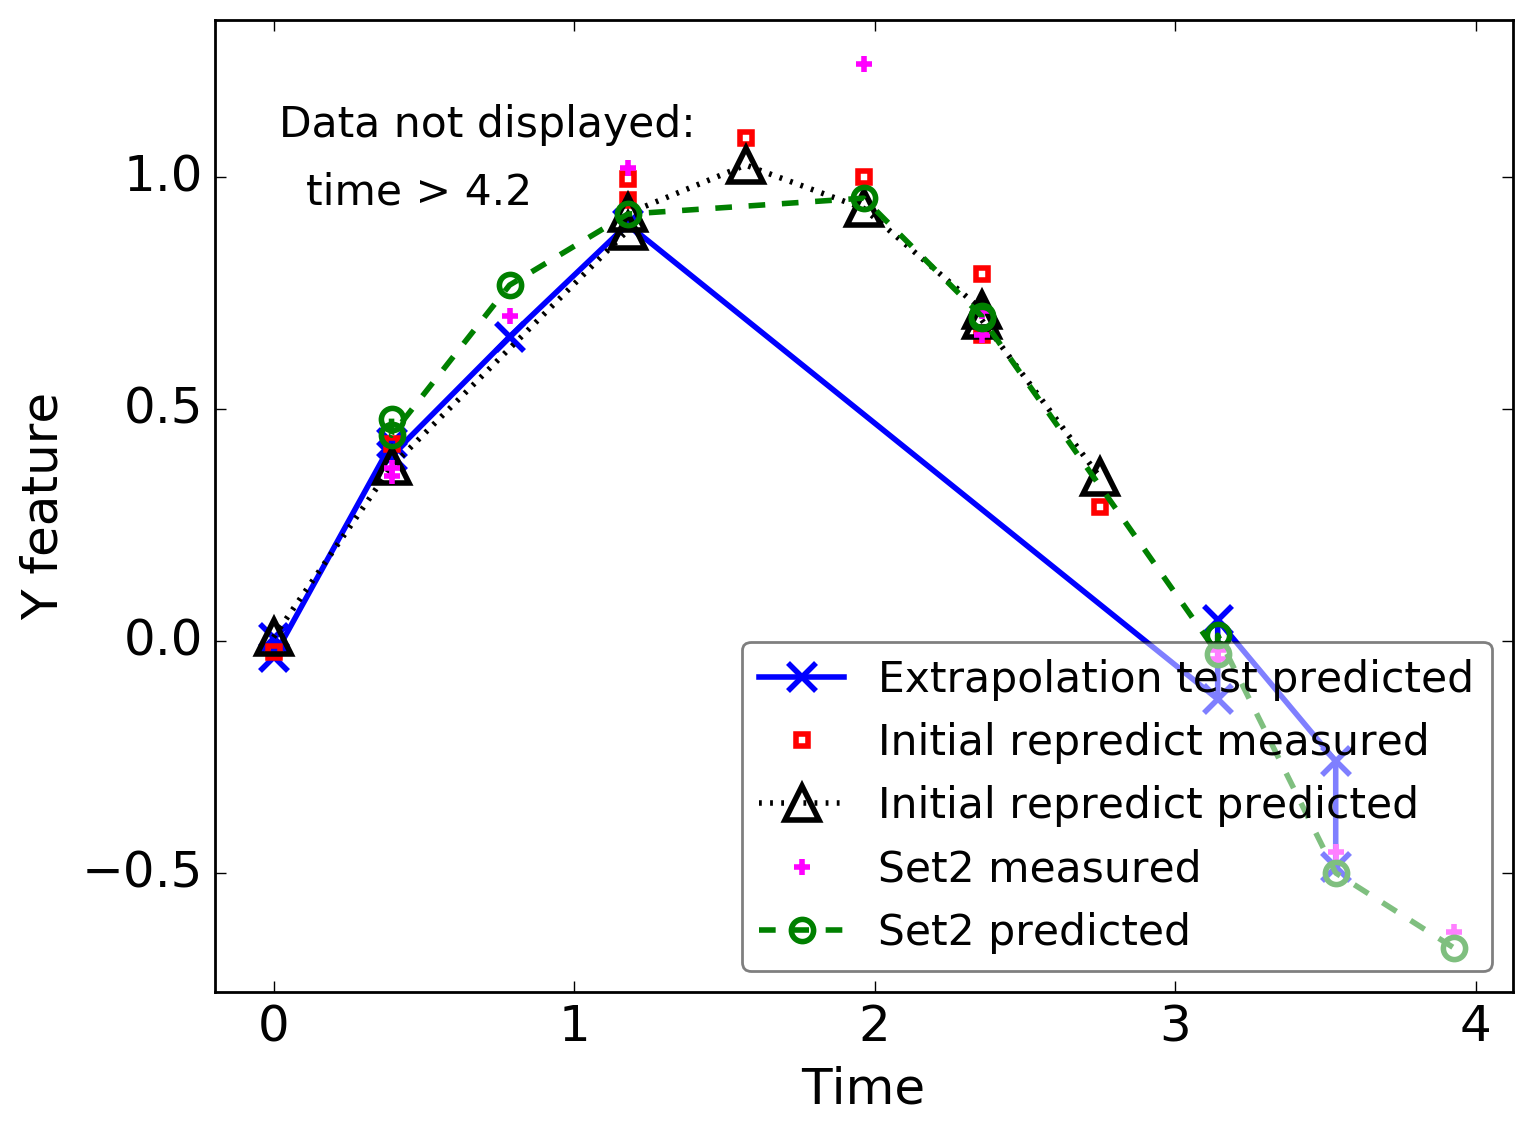 Data not displayed:
time > 4.2
1.0
0.5
0.0
−0.5
Y feature
Extrapolation test predicted
Initial repredict measured
Initial repredict predicted
Set2 measured
Set2 predicted
0 1 2 3 4
Time